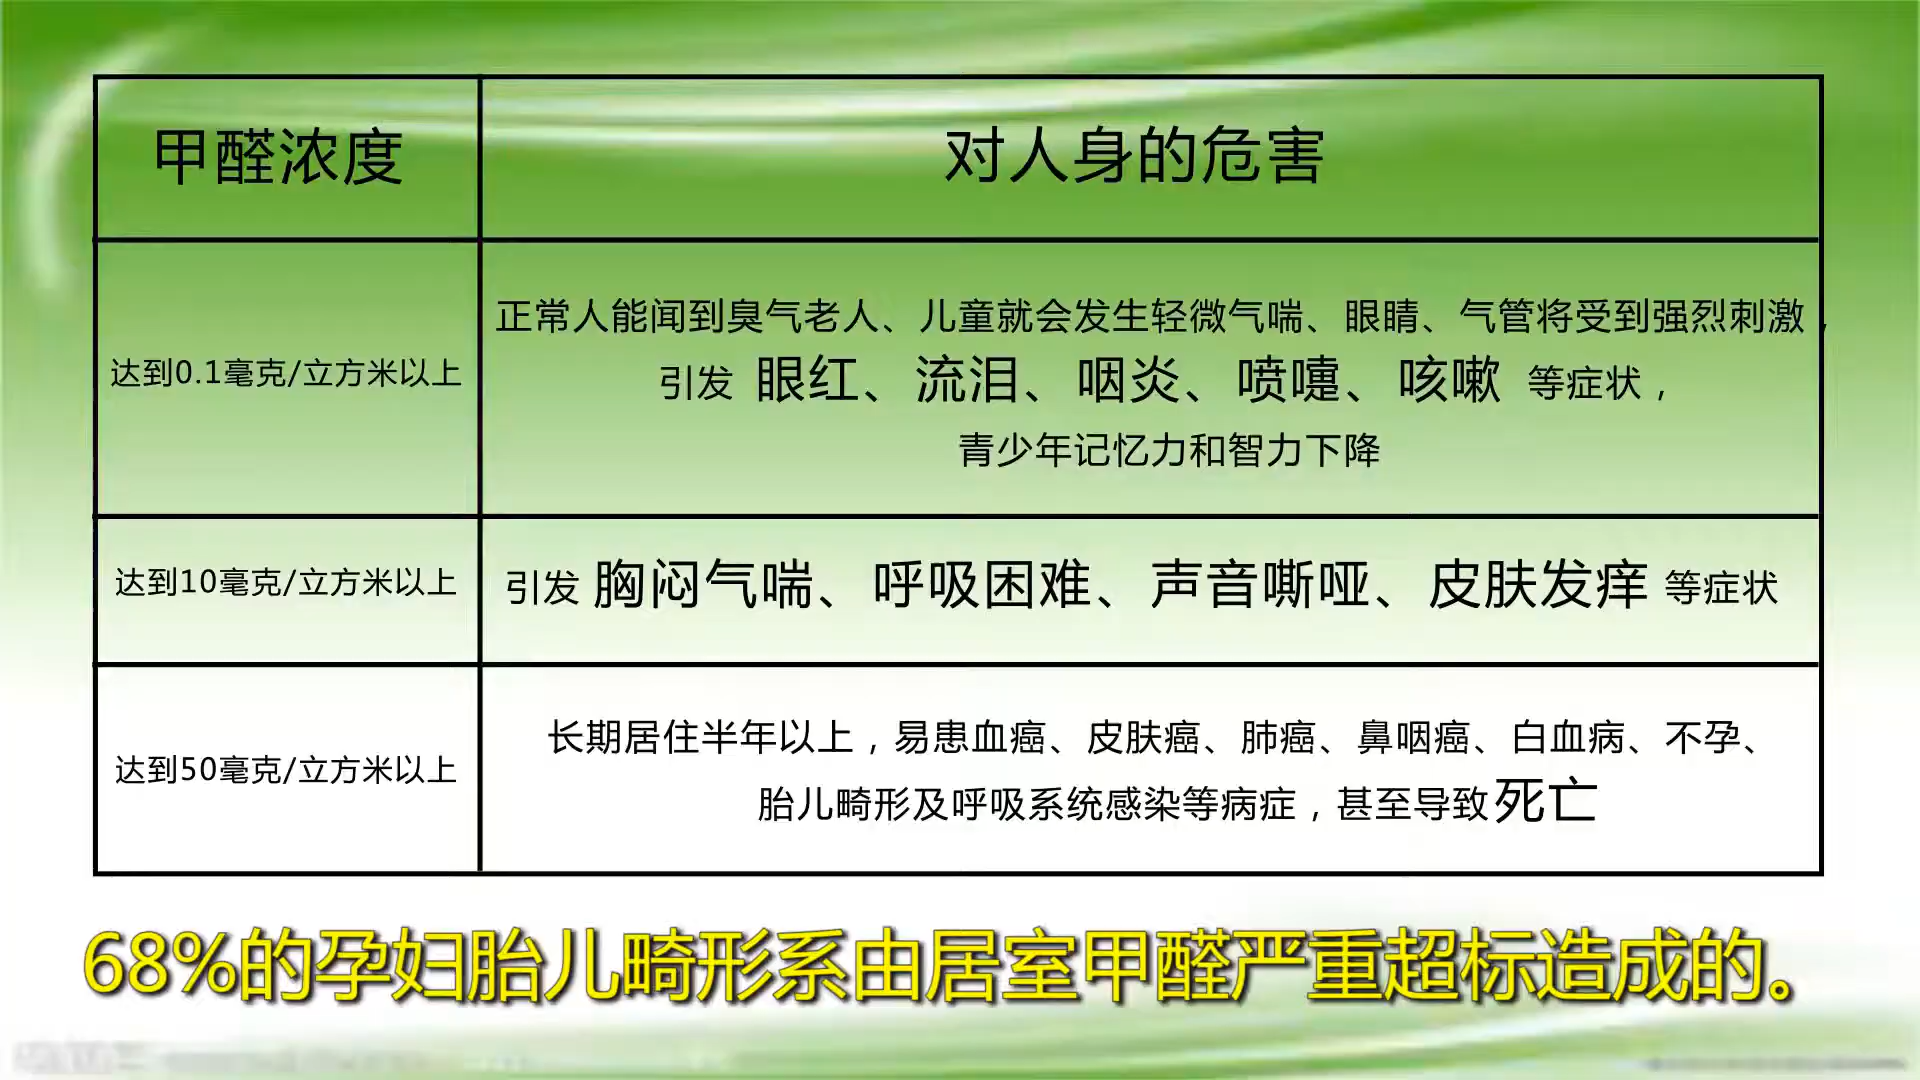 甲醛浓度
对人身的危害
达到0.1毫克/立方米以上
正常人能闻到臭气老人、儿童就会发生轻微气喘、眼睛、气管将受到强烈刺激，
引发 眼红、流泪、咽炎、喷嚏、咳嗽 等症状，
青少年记忆力和智力下降
达到10毫克/立方米以上
引发 胸闷气喘、呼吸困难、声音嘶哑、皮肤发痒 等症状
达到50毫克/立方米以上
长期居住半年以上，易患血癌、皮肤癌、肺癌、鼻咽癌、白血病、不孕、
胎儿畸形及呼吸系统感染等病症，甚至导致死亡
68%的孕妇胎儿畸形系由居室甲醛严重超标造成的。